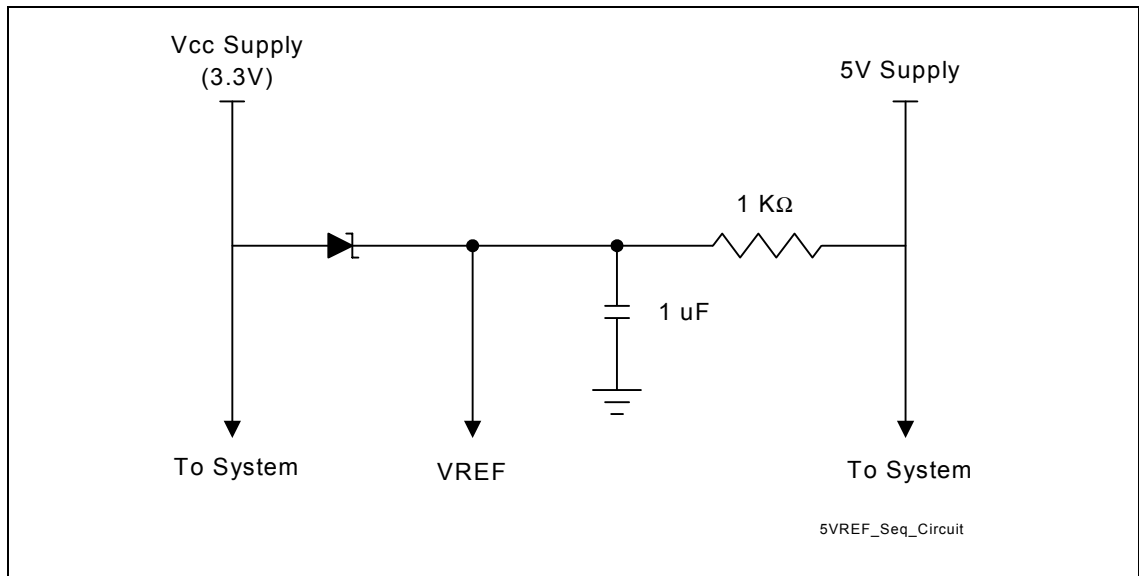 Vcc Supply
(3.3V)
5V Supply
1 KΩ
1 uF
To System
VREF
To System
5VREF_Seq_Circuit